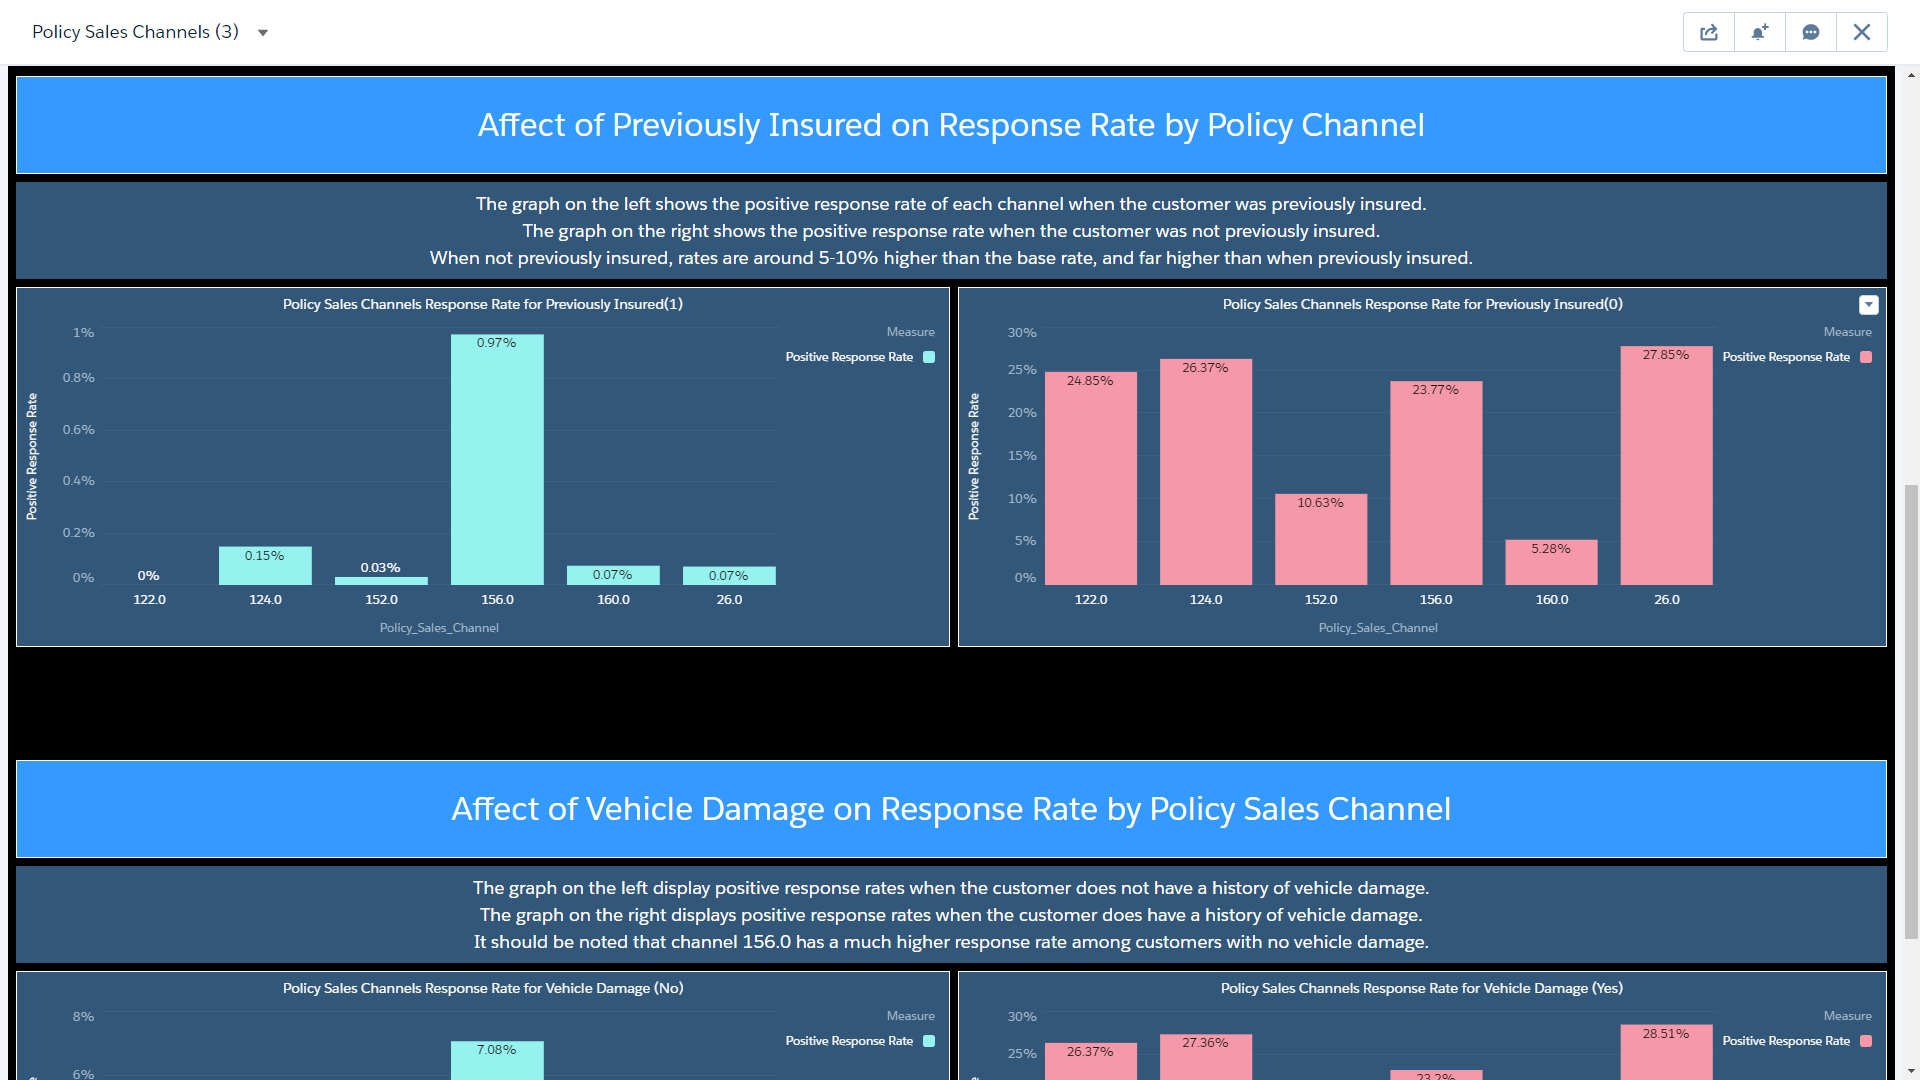 Policy Sales Channels (3)
Affect of Previously Insured on Response Rate by Policy Channel
The graph on the left shows the positive response rate of each channel when the customer was previously insured.
The graph on the right shows the positive response rate when the customer was not previously insured.
When not previously insured, rates are around 5-10% higher than the base rate, and far higher than when previously insured.
Policy Sales Channels Response Rate for Previously Insured(1)
Measure
Positive Response Rate
Positive Response Rate
1%
0.8%
0.6%
0.4%
0.2%
0%
0%
0.15%
0.03%
0.97%
0.07%
0.07%
122.0
124.0
152.0
156.0
160.0
26.0
Policy_Sales_Channel
Policy Sales Channels Response Rate for Previously Insured(0)
Measure
Positive Response Rate
Positive Response Rate
30%
25%
20%
15%
10%
5%
0%
24.85%
26.37%
10.63%
23.77%
5.28%
27.85%
122.0
124.0
152.0
156.0
160.0
26.0
Policy_Sales_Channel
Affect of Vehicle Damage on Response Rate by Policy Sales Channel
The graph on the left display positive response rates when the customer does not have a history of vehicle damage.
The graph on the right displays positive response rates when the customer does have a history of vehicle damage.
It should be noted that channel 156.0 has a much higher response rate among customers with no vehicle damage.
Policy Sales Channels Response Rate for Vehicle Damage (No)
Measure
Positive Response Rate
8%
6%
7.08%
Policy Sales Channels Response Rate for Vehicle Damage (Yes)
Measure
Positive Response Rate
30%
25%
26.37%
27.36%
23.2%
28.51%